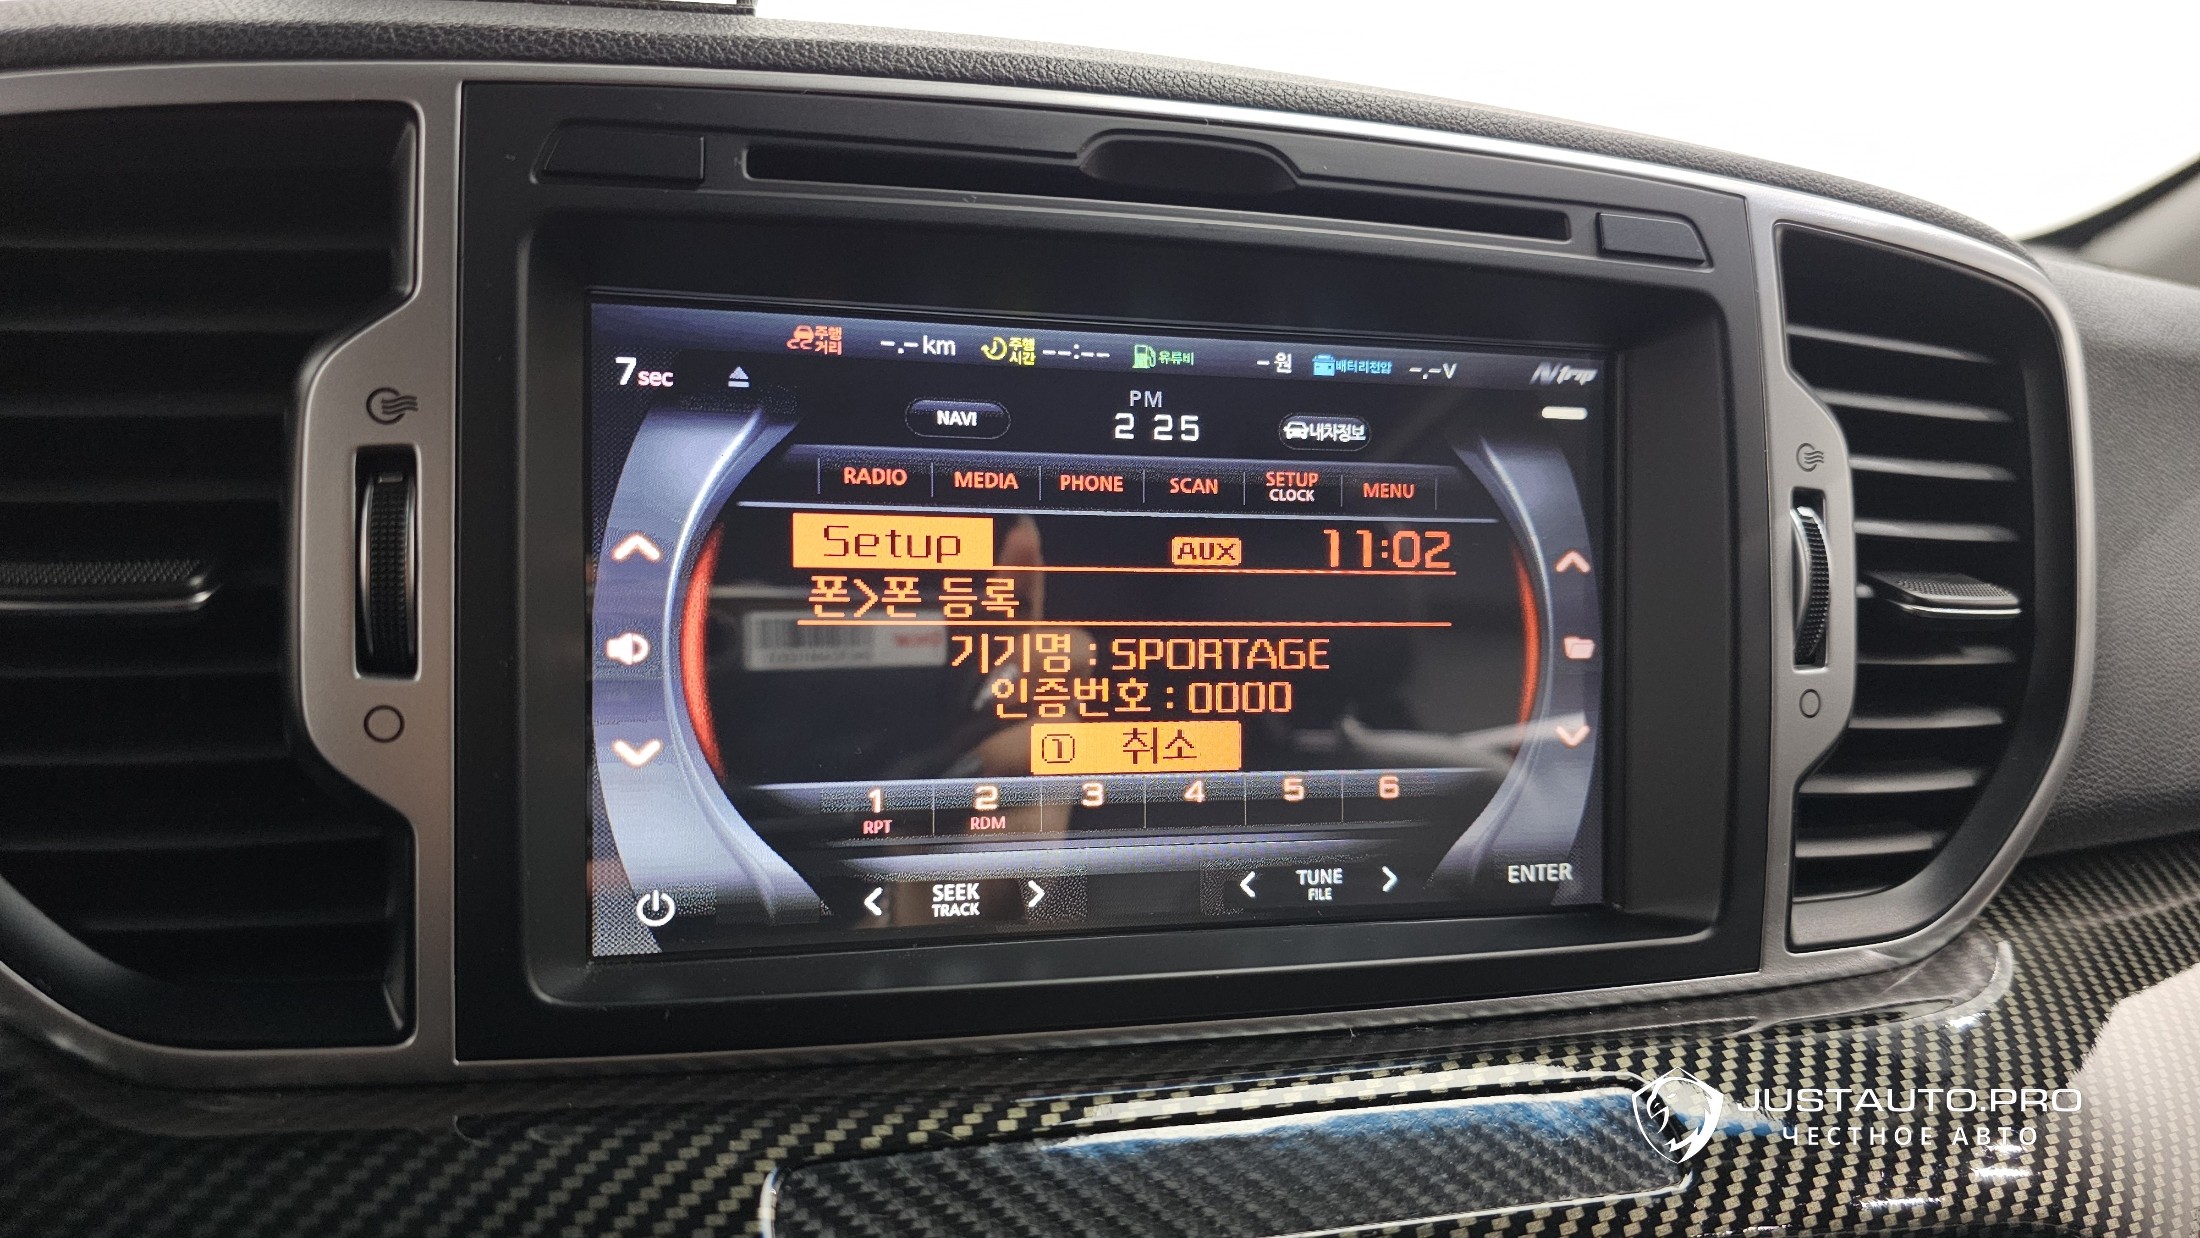 주행거리 -.- km 주행시간 --:-- 유류비 - 원 배터리전압 -.-V Ntrip
7 sec
PM
NAVI 2 25 내차정보
RADIO MEDIA PHONE SCAN SETUP CLOCK MENU
Setup AUX 11:02
폰>폰 등록
기기명 : SPORTAGE
인증번호 : 0000
① 취소
1 2 3 4 5 6
RPT RDM
SEEK TRACK TUNE FILE ENTER
JUSTAUTO.PRO
ЧЕСТНОЕ АВТО